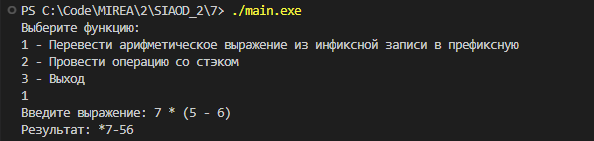 PS C:\Code\MIREA\2\SIAOD_2\7> ./main.exe
Выберите функцию:
1 - Перевести арифметическое выражение из инфиксной записи в префиксную
2 - Провести операцию со стэком
3 - Выход
1
Введите выражение: 7 * (5 - 6)
Результат: *7-56